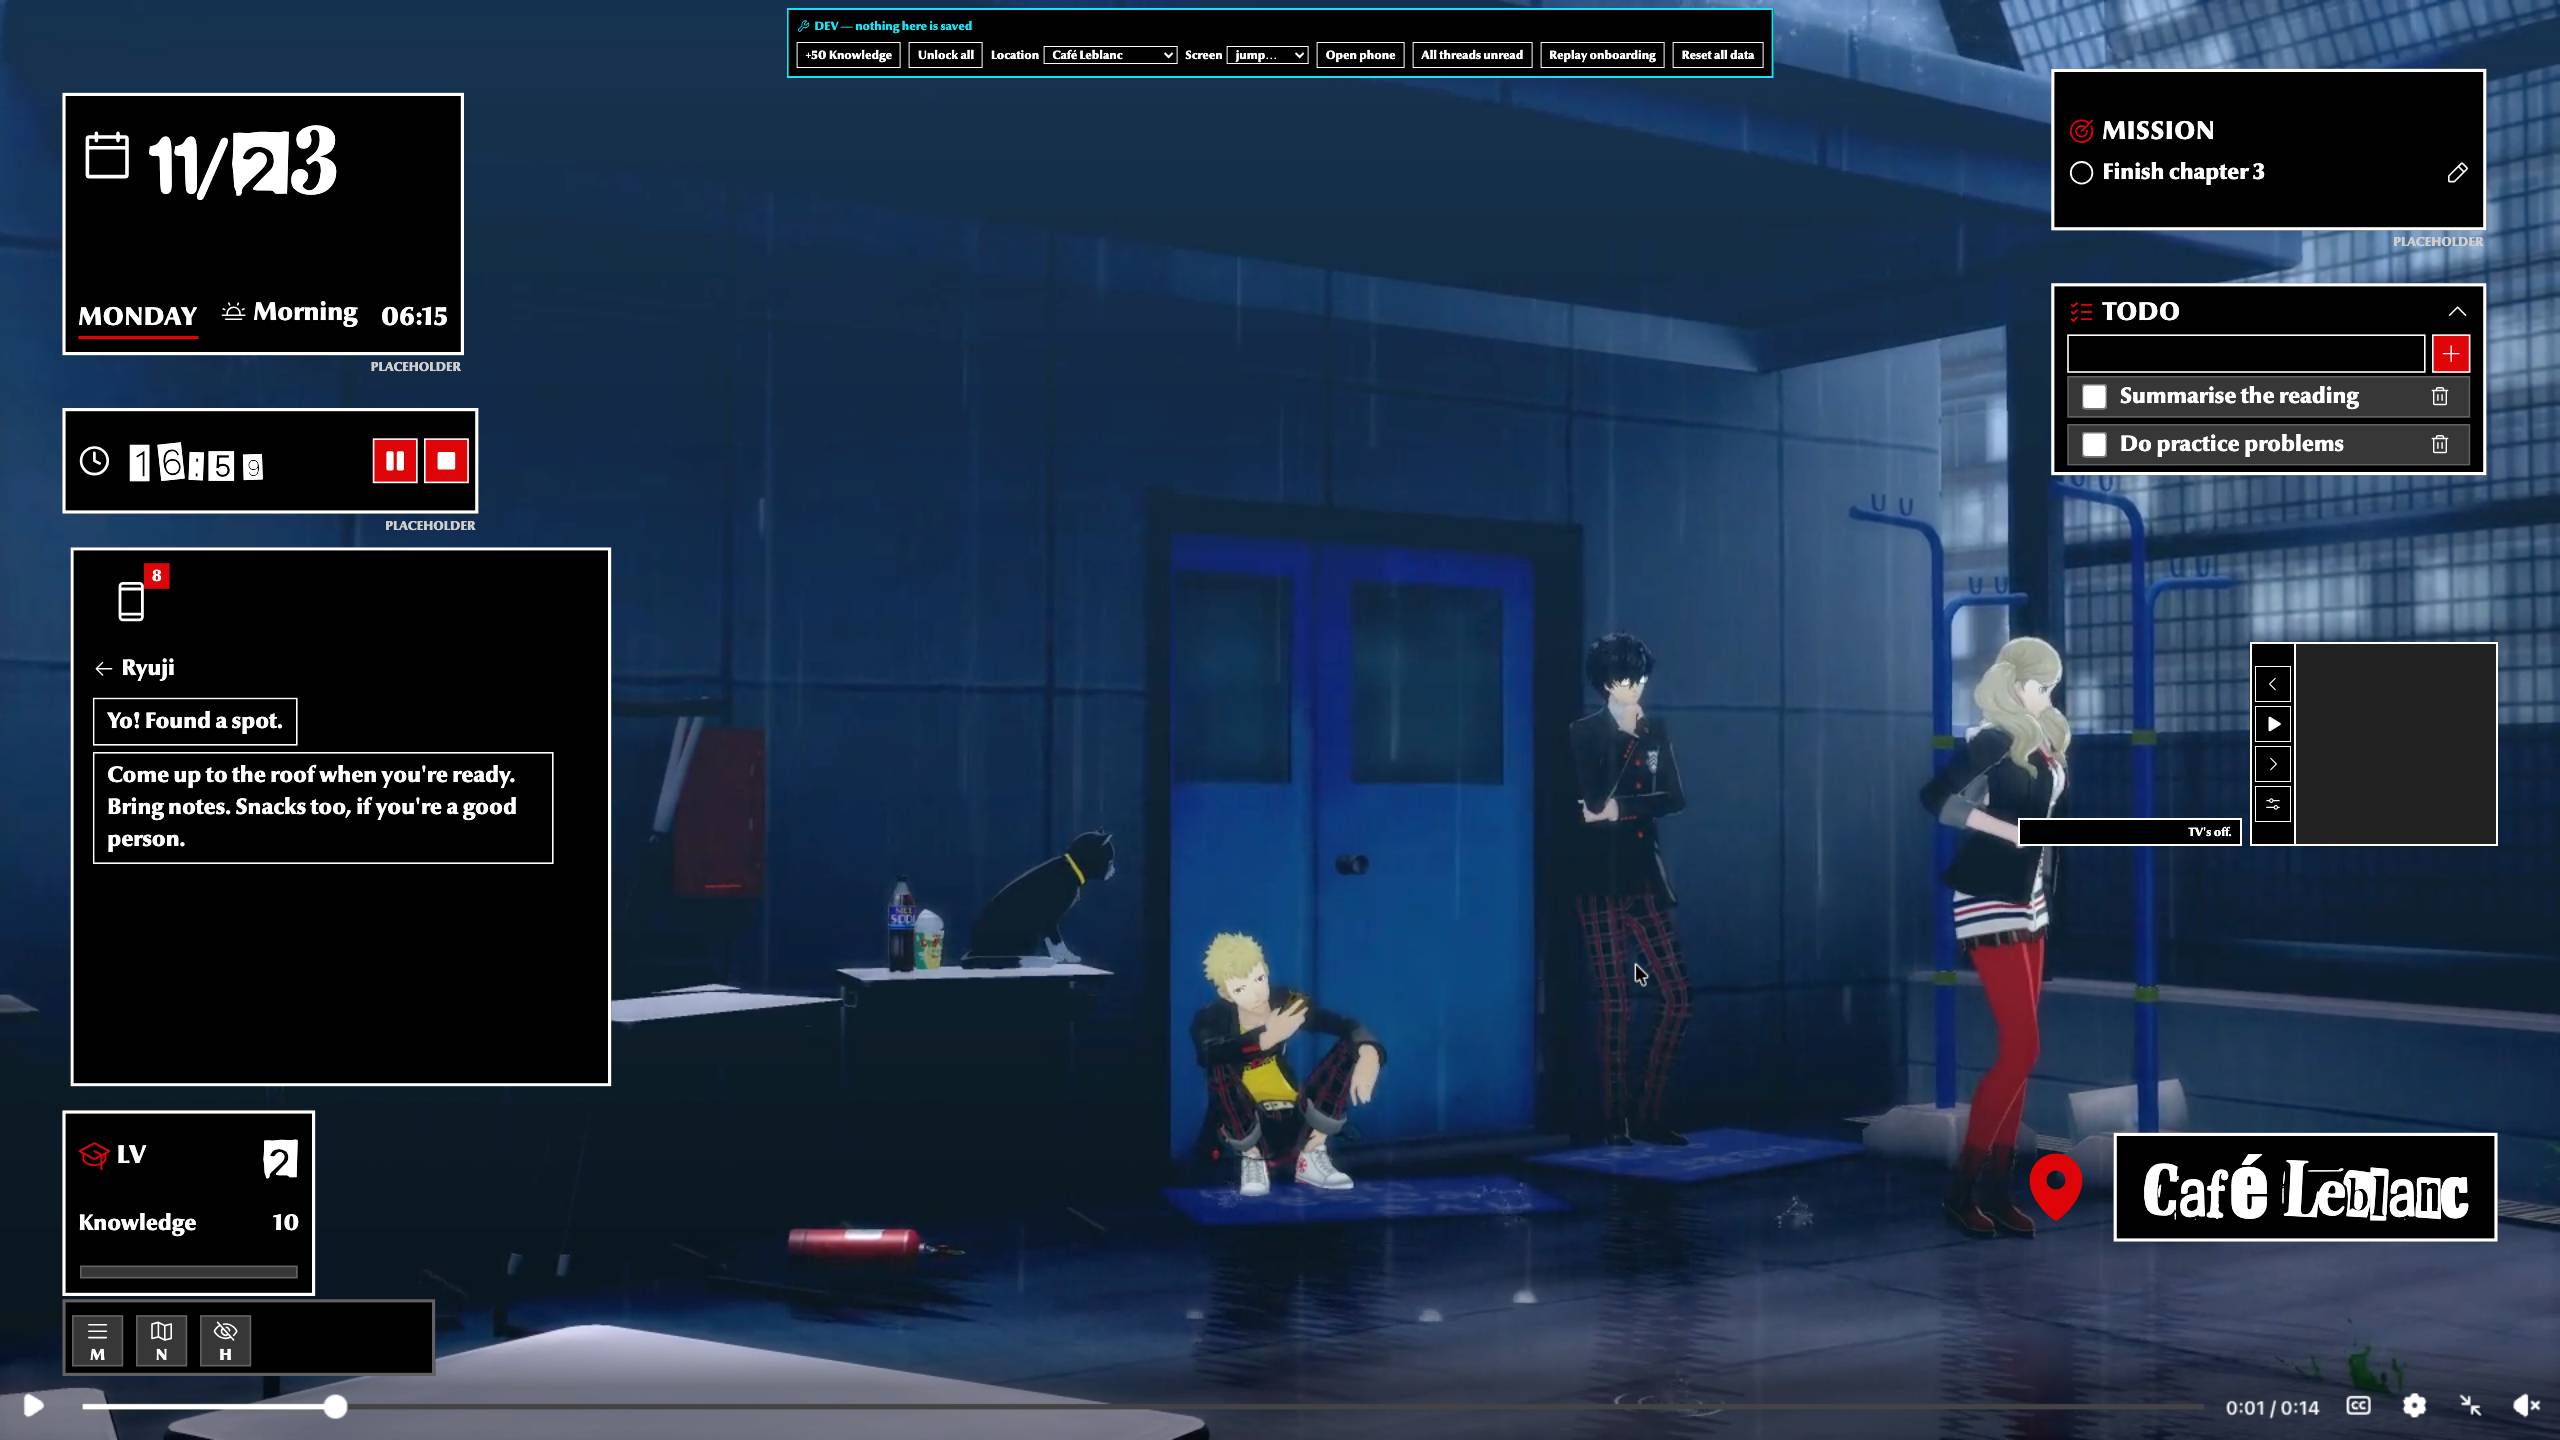 DEV — nothing here is saved
+50 Knowledge Unlock all Location Café Leblanc Screen jump... Open phone All threads unread Replay onboarding Reset all data
11/23
MONDAY Morning 06:15
PLACEHOLDER
16:59
PLACEHOLDER
8
Ryuji
Yo! Found a spot.
Come up to the roof when you're ready.
Bring notes. Snacks too, if you're a good
person.
LV 2
Knowledge 10
M N H
MISSION
Finish chapter 3
PLACEHOLDER
TODO
Summarise the reading
Do practice problems
TV's off.
Café Leblanc
0:01 / 0:14 CC